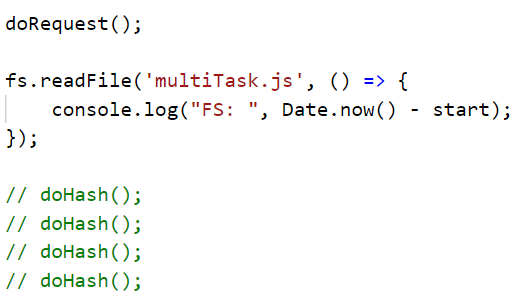 doRequest();
fs.readFile('multiTask.js', () => {
    console.log("FS: ", Date.now() - start);
});
// doHash();
// doHash();
// doHash();
// doHash();